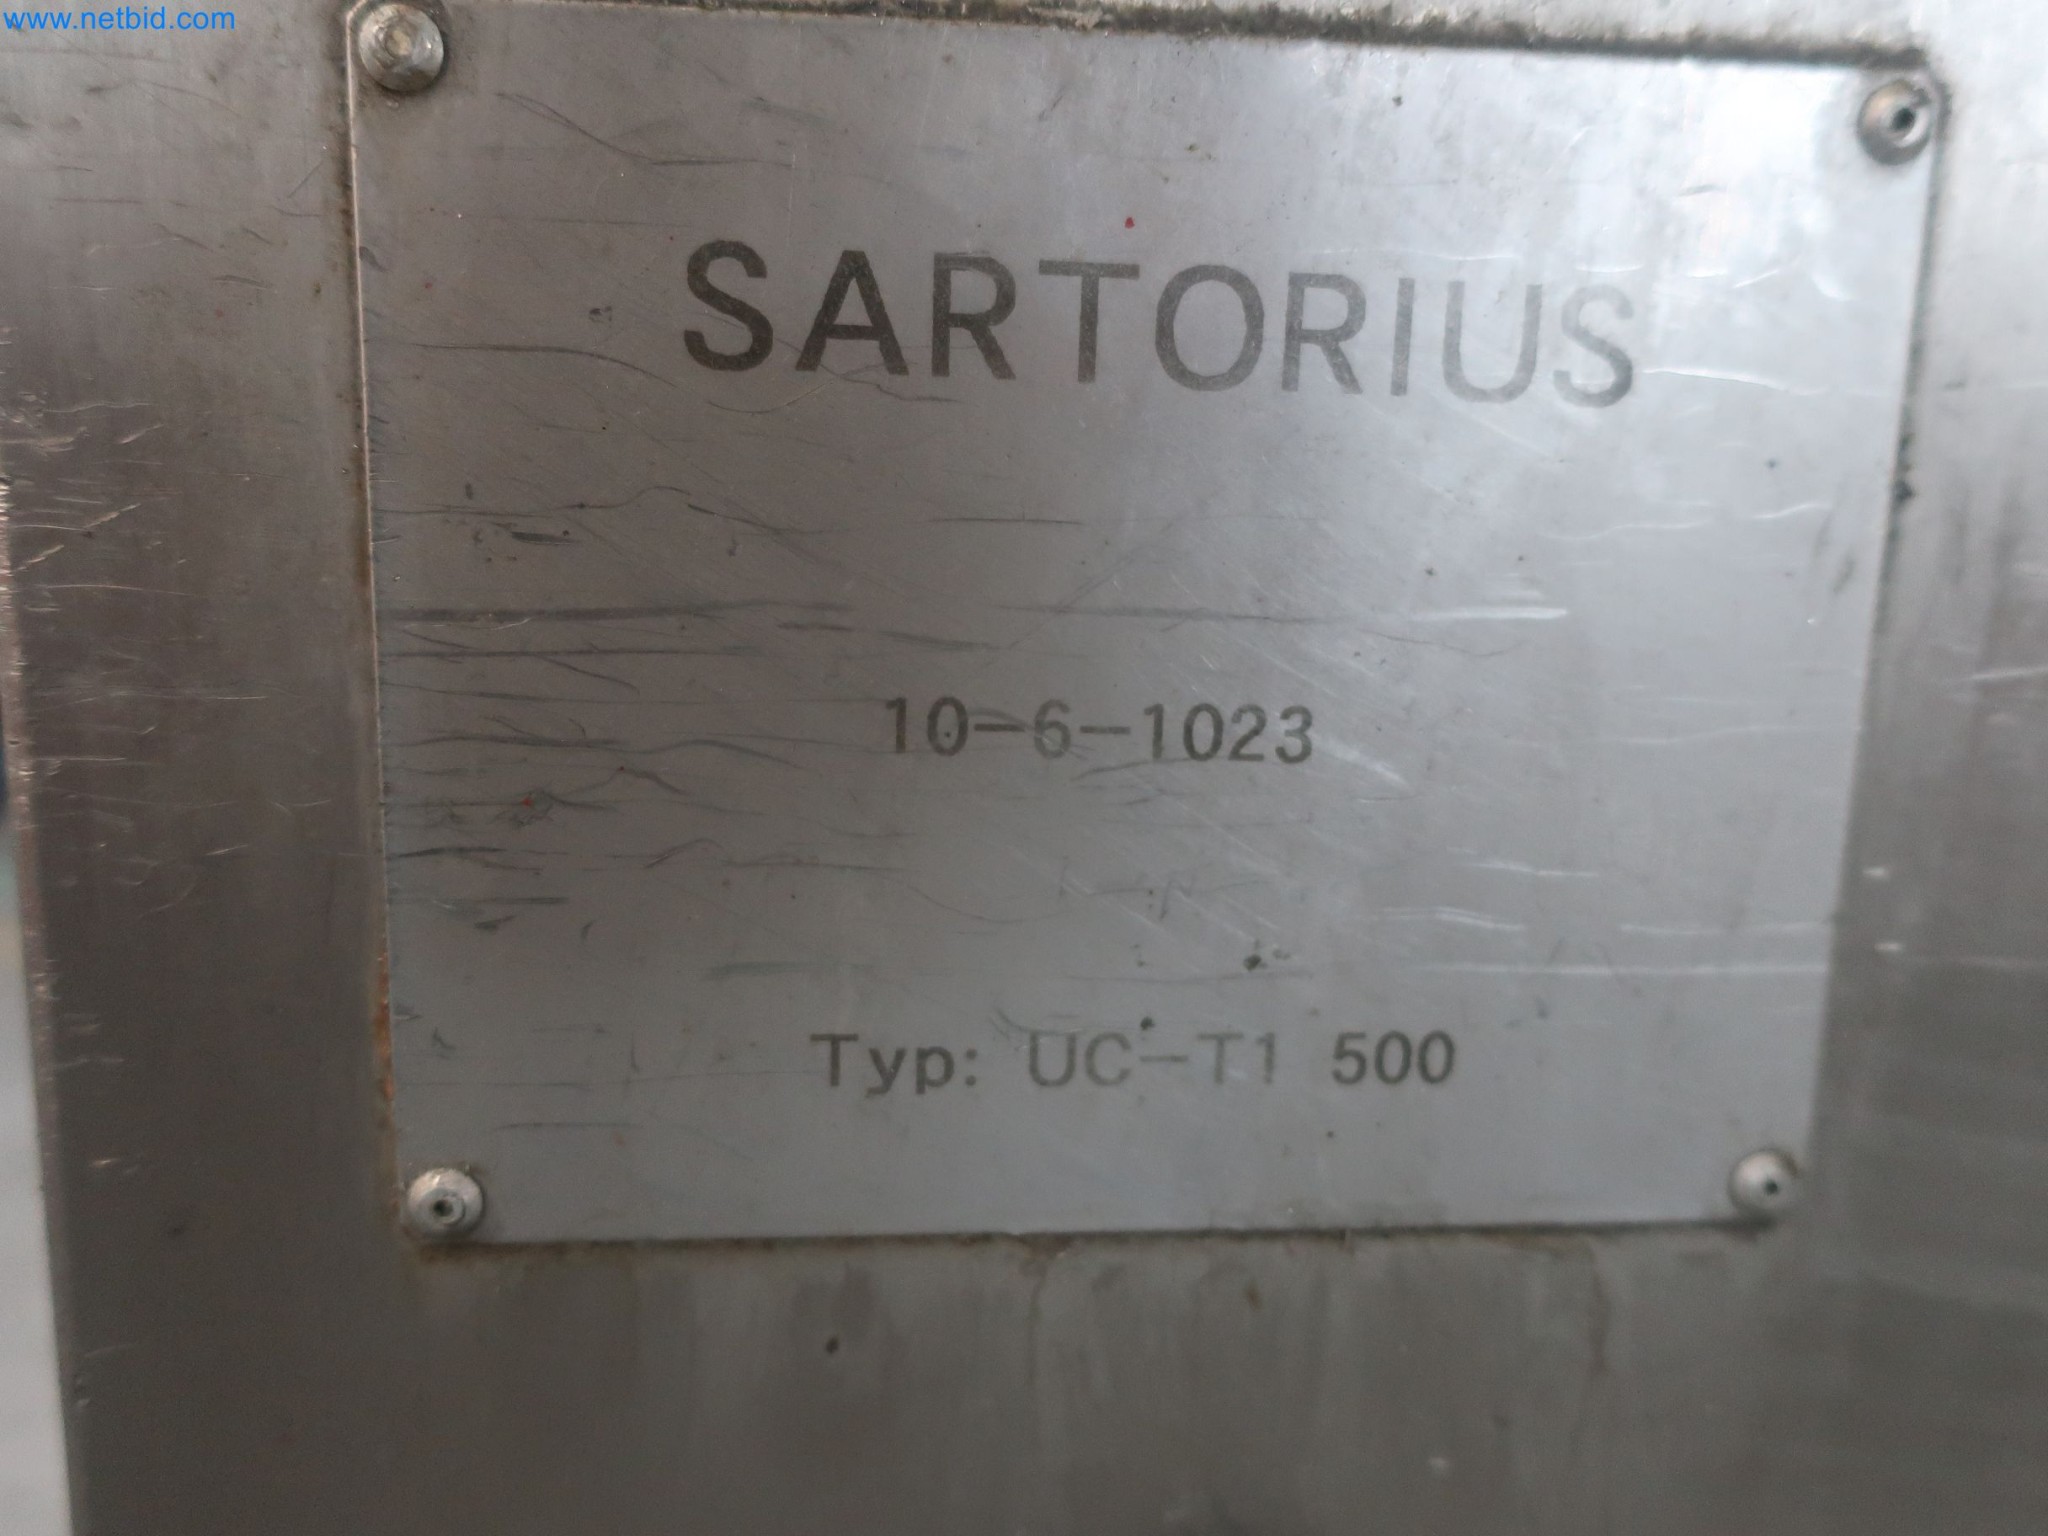 www.netbid.com
SARTORIUS
10-6-1023
Typ: UC-T1 500